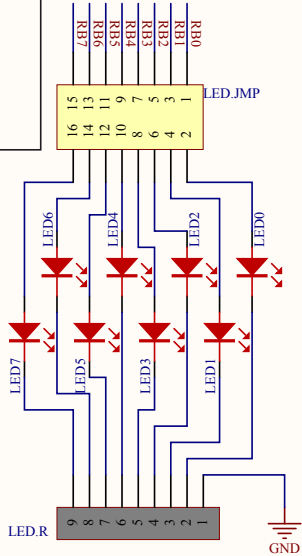 RB7 RB6 RB5 RB4 RB3 RB2 RB1 RB0
LED.JMP
15 13 11 9 7 5 3 1
16 14 12 10 8 6 4 2
LED6 LED4 LED2 LED0
LED7 LED5 LED3 LED1
LED.R
9 8 7 6 5 4 3 2 1
GND